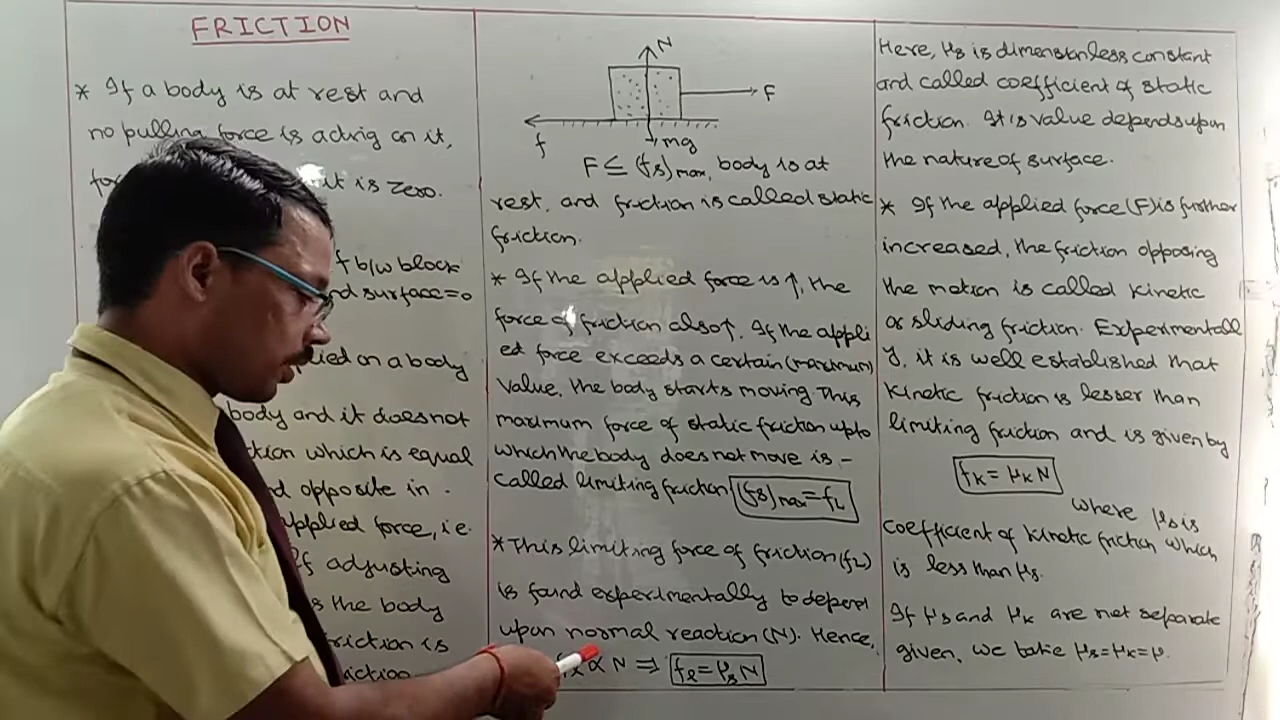 FRICTION
* If a body is at rest and
no pulling force is acting on it,
it is zero.
f b/w block
and surface=0
lied on a body
body and it does not
ction which is equal
nd opposite in -
applied force, i.e.
adjusting
is the body
friction is
N
F
f
mg
F ≤ (fs)max, body is at
rest, and friction is called static
friction.
* If the applied force is ↑, the
force of friction also↑. If the appli
ed force exceeds a certain (maximum)
value, the body starts moving This
maximum force of static friction upto
which the body does not move is -
called limiting friction (fs)max=fL
*This limiting force of friction (fL)
is found experimentally to depend
upon normal reaction (N). Hence,
∝ N ⇒ fl=μsN
Here, μs is dimensionless constant
and called coefficient of static
friction. It is value depends upon
the nature of surface.
* If the applied force (F) is further
increased, the friction opposing
the motion is called kinetic
or sliding friction. Experimentall
y, it is well established that
kinetic friction is lesser than
limiting friction and is given by
fK = μK N
where μs is
coefficient of kinetic friction which
is less than μs.
If μs and μK are not separate
given, we take μs=μK=μ.